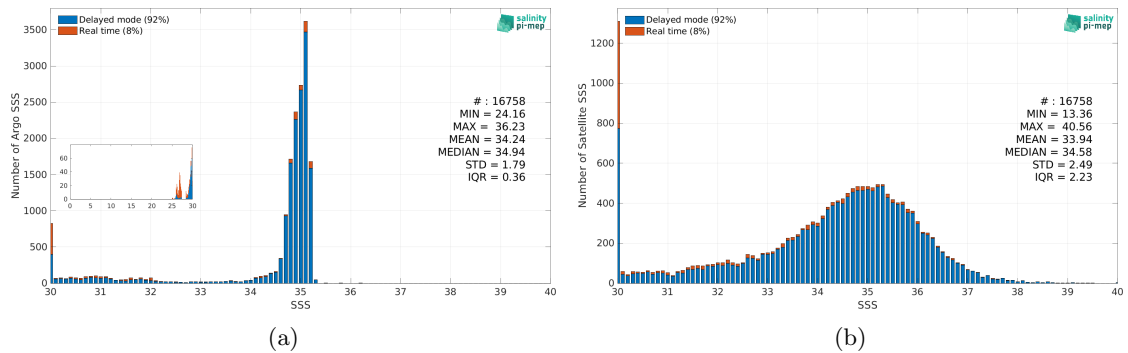 Delayed mode (92%)
Real time (8%)
salinity
pi-mep
3500
3000
2500
2000
1500
1000
500
0
Number of Argo SSS
# : 16758
MIN = 24.16
MAX = 36.23
MEAN = 34.24
MEDIAN = 34.94
STD = 1.79
IQR = 0.36
60
40
20
0
0 5 10 15 20 25 30
30 31 32 33 34 35 36 37 38 39 40
SSS
(a)
Delayed mode (92%)
Real time (8%)
salinity
pi-mep
1200
1000
800
600
400
200
0
Number of Satellite SSS
# : 16758
MIN = 13.36
MAX = 40.56
MEAN = 33.94
MEDIAN = 34.58
STD = 2.49
IQR = 2.23
30 31 32 33 34 35 36 37 38 39 40
SSS
(b)